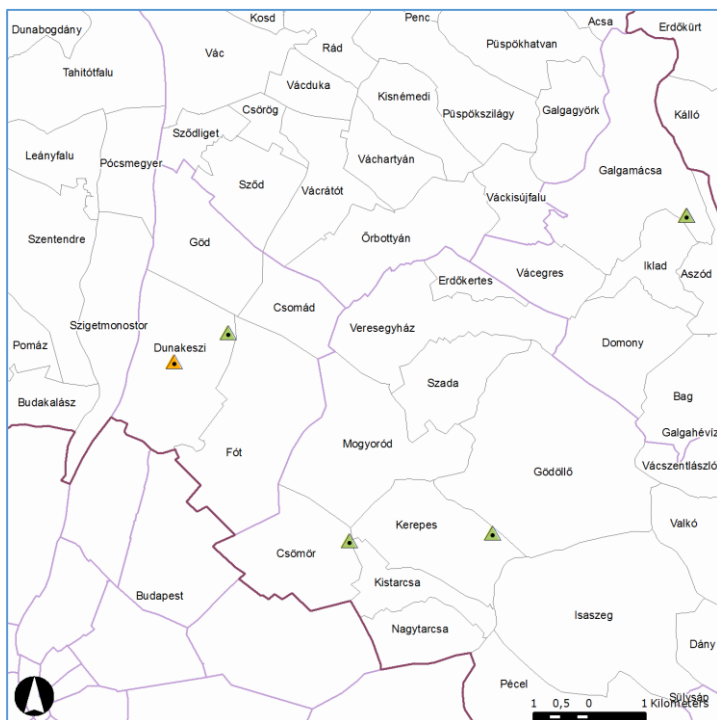 Kosd
Penc
Acsa
Erdőkürt
Dunabogdány
Rád
Püspökhatvan
Vác
Tahitótfalu
Vácduka
Kisnémedi
Csörög
Püspökszilágy
Galgagyörk
Kálló
Sződliget
Leányfalu
Pócsmegyer
Váchartyán
Galgamácsa
Sződ
Vácrátót
Váckisújfalu
Szentendre
Göd
Őrbottyán
Iklad
Aszód
Vácegres
Erdőkertes
Csomád
Szigetmonostor
Veresegyház
Pomáz
Dunakeszi
Domony
Szada
Budakalász
Bag
Galgahévíz
Mogyoród
Fót
Gödöllő
Vácszentlászló
Kerepes
Valkó
Csömör
Kistarcsa
Budapest
Isaszeg
Nagytarcsa
Dány
Pécel
Sülysáp
1 0,5 0 1 Kilometers